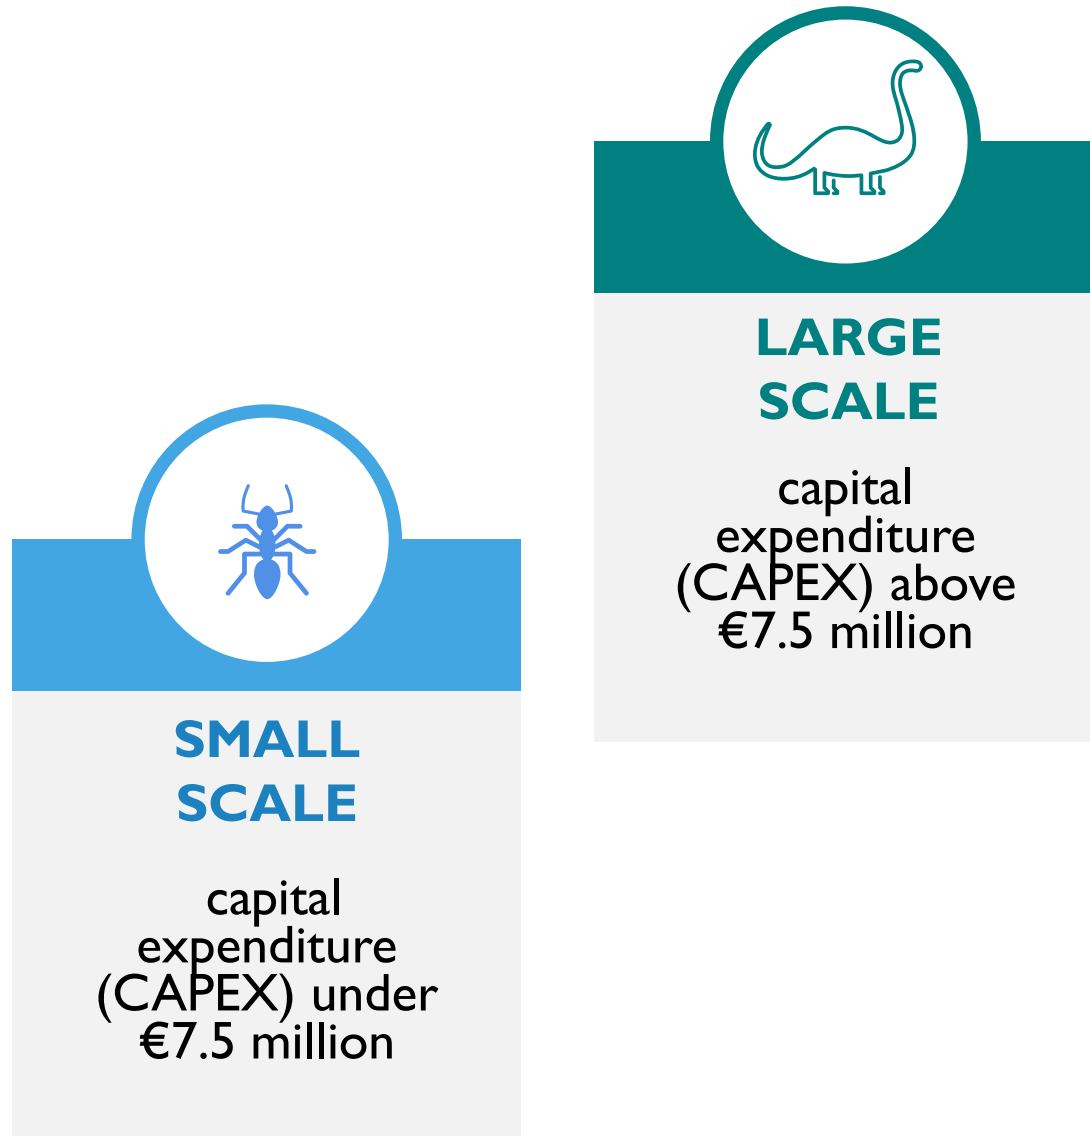 LARGE
SCALE
capital
expenditure
(CAPEX) above
€7.5 million
SMALL
SCALE
capital
expenditure
(CAPEX) under
€7.5 million